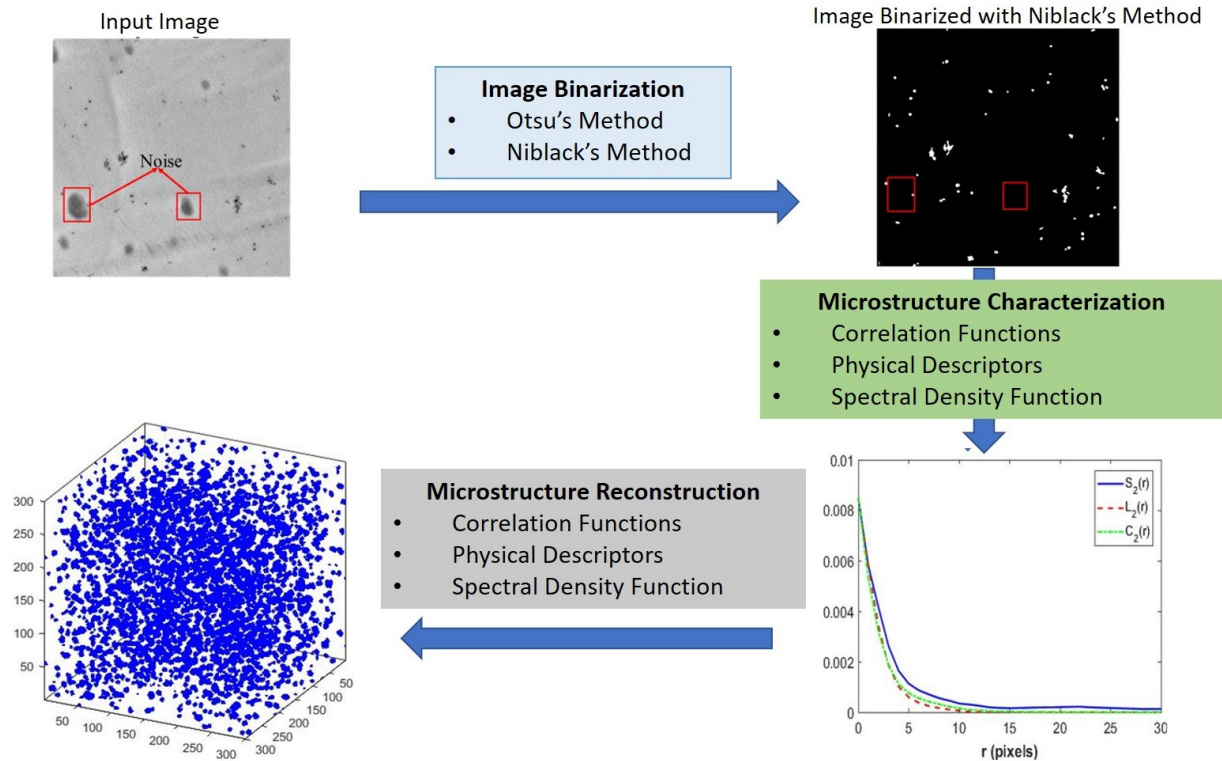 Input Image
Noise
Image Binarization
• Otsu's Method
• Niblack's Method
Image Binarized with Niblack's Method
Microstructure Characterization
• Correlation Functions
• Physical Descriptors
• Spectral Density Function
0.01
0.008
0.006
0.004
0.002
0
0 5 10 15 20 25 30
r (pixels)
S₂(r)
L₂(r)
C₂(r)
Microstructure Reconstruction
• Correlation Functions
• Physical Descriptors
• Spectral Density Function
300
250
200
150
100
50
50 100 150 200 250 300
300 250 200 150 100 50